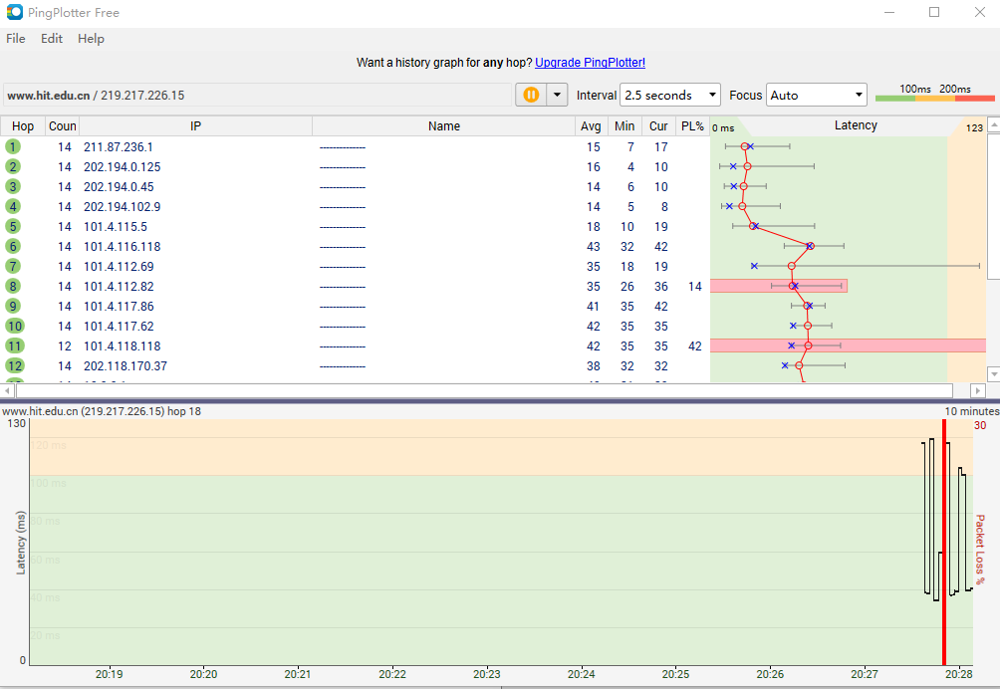 PingPlotter Free
File Edit Help
Want a history graph for any hop? Upgrade PingPlotter!
www.hit.edu.cn / 219.217.226.15 Interval 2.5 seconds Focus Auto 100ms 200ms
Hop Coun IP Name Avg Min Cur PL% 0 ms Latency 123
1 14 211.87.236.1 -------------- 15 7 17
2 14 202.194.0.125 -------------- 16 4 10
3 14 202.194.0.45 -------------- 14 6 10
4 14 202.194.102.9 -------------- 14 5 8
5 14 101.4.115.5 -------------- 18 10 19
6 14 101.4.116.118 -------------- 43 32 42
7 14 101.4.112.69 -------------- 35 18 19
8 14 101.4.112.82 -------------- 35 26 36 14
9 14 101.4.117.86 -------------- 41 35 42
10 14 101.4.117.62 -------------- 42 35 35
11 12 101.4.118.118 -------------- 42 35 35 42
12 14 202.118.170.37 -------------- 38 32 32
www.hit.edu.cn (219.217.226.15) hop 18 10 minutes
130 30
120 ms
100 ms
80 ms
60 ms
40 ms
20 ms
Latency (ms)
Packet Loss %
0
20:19 20:20 20:21 20:22 20:23 20:24 20:25 20:26 20:27 20:28